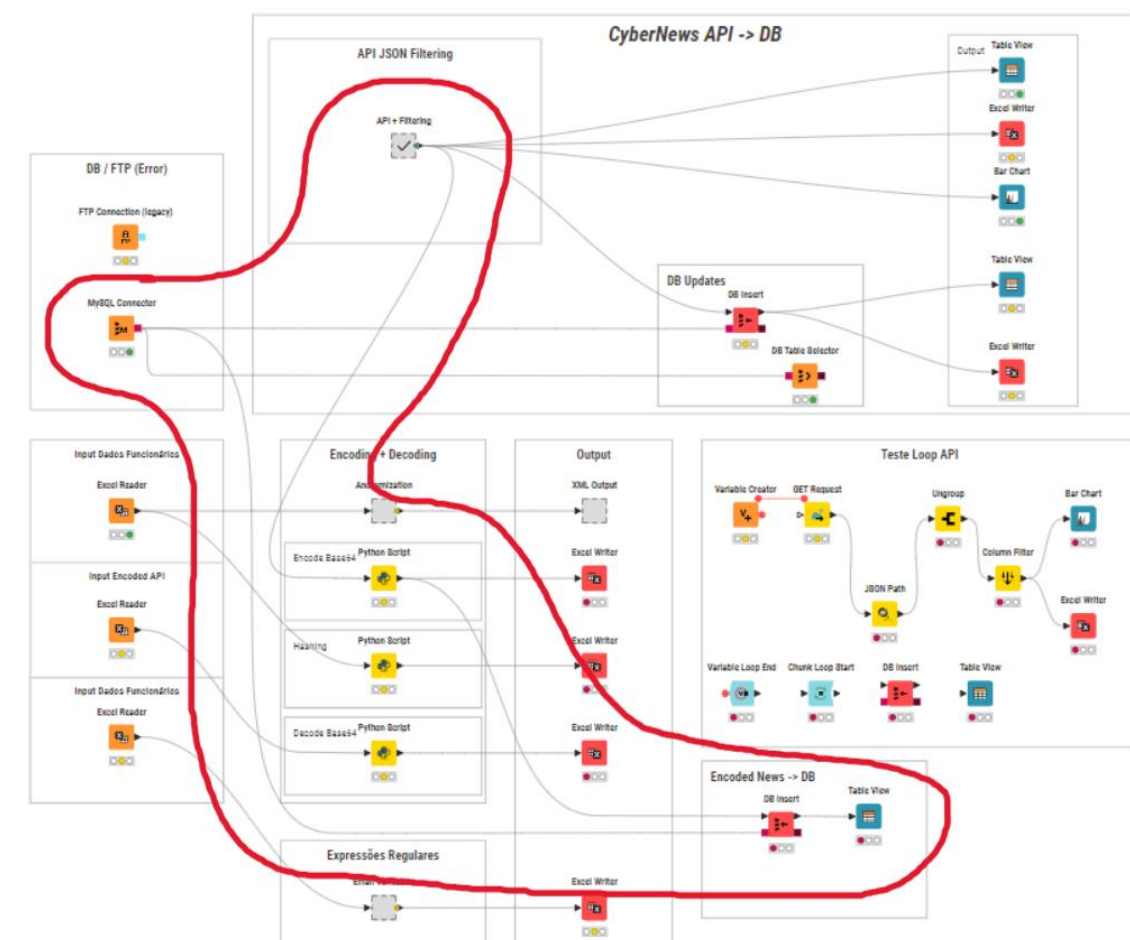 CyberNews API -> DB
API JSON Filtering
API + Filtering
Output
Table View
Excel Writer
Bar Chart
Table View
Excel Writer
DB / FTP (Error)
FTP Connection (legacy)
MySQL Connector
DB Updates
DB Insert
DB Table Selector
Input Dados Funcionários
Excel Reader
Input Encoded API
Excel Reader
Input Dados Funcionários
Excel Reader
Encoding + Decoding
Encode Base64
Python Script
Hashing
Python Script
Decode Base64
Python Script
Output
XML Output
Excel Writer
Excel Writer
Excel Writer
Teste Loop API
Variable Creator
GET Request
JSON Path
Ungroup
Column Filter
Bar Chart
Excel Writer
Variable Loop End
Chunk Loop Start
DB Insert
Table View
Encoded News -> DB
DB Insert
Table View
Expressões Regulares
Email
Excel Writer